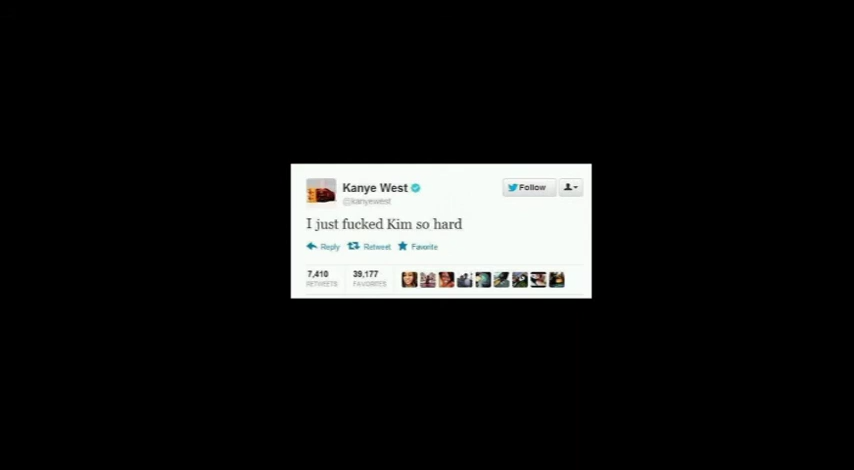 Kanye West
@kanyewest
Follow
I just fucked Kim so hard
Reply Retweet Favorite
7,410 39,177
RETWEETS FAVORITES